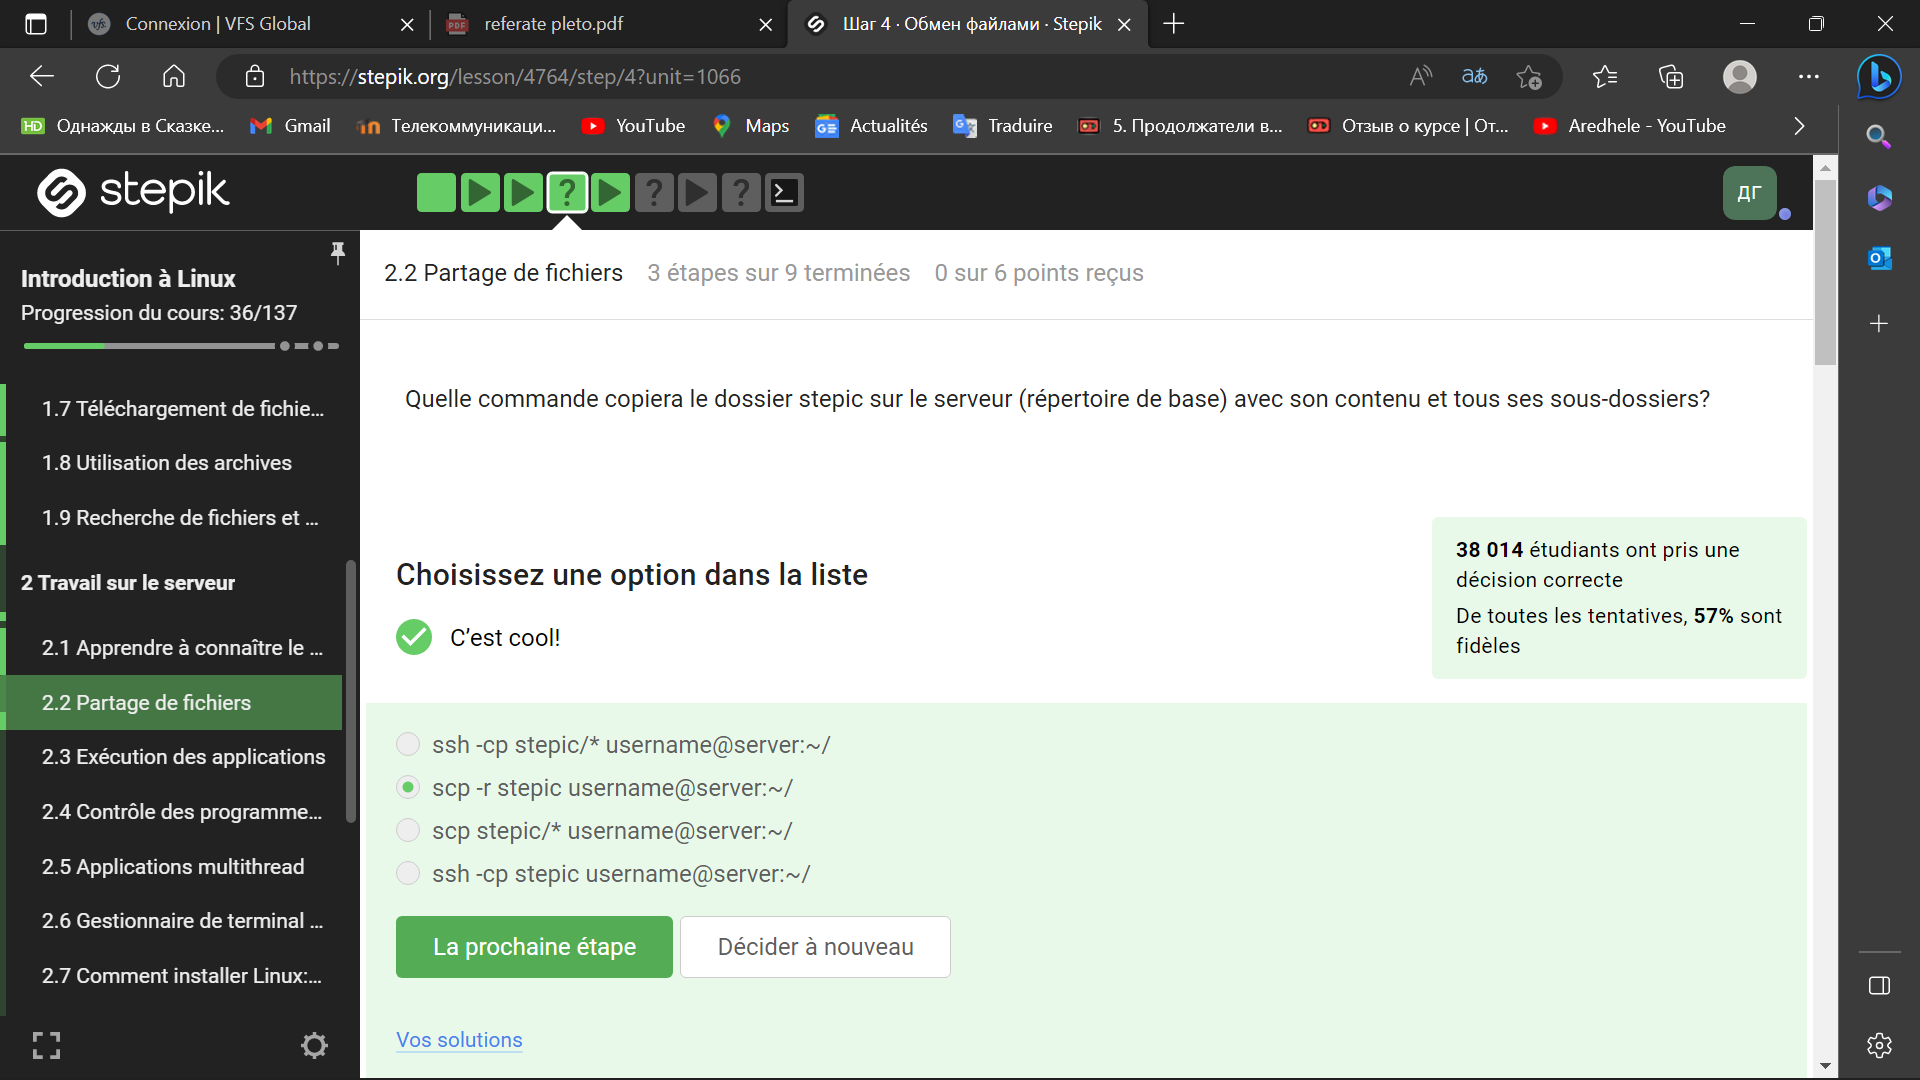 Connexion | VFS Global
referate pleto.pdf
Шаг 4 · Обмен файлами · Stepik
https://stepik.org/lesson/4764/step/4?unit=1066
Однажды в Сказке...
Gmail
Телекоммуникаци...
YouTube
Maps
Actualités
Traduire
5. Продолжатели в...
Отзыв о курсе | От...
Aredhele - YouTube
stepik
ДГ
Introduction à Linux
Progression du cours: 36/137
1.7 Téléchargement de fichie...
1.8 Utilisation des archives
1.9 Recherche de fichiers et ...
2 Travail sur le serveur
2.1 Apprendre à connaître le ...
2.2 Partage de fichiers
2.3 Exécution des applications
2.4 Contrôle des programme...
2.5 Applications multithread
2.6 Gestionnaire de terminal ...
2.7 Comment installer Linux:...
2.2 Partage de fichiers 3 étapes sur 9 terminées 0 sur 6 points reçus
Quelle commande copiera le dossier stepic sur le serveur (répertoire de base) avec son contenu et tous ses sous-dossiers?
Choisissez une option dans la liste
C’est cool!
38 014 étudiants ont pris une
décision correcte
De toutes les tentatives, 57% sont
fidèles
ssh -cp stepic/* username@server:~/
scp -r stepic username@server:~/
scp stepic/* username@server:~/
ssh -cp stepic username@server:~/
La prochaine étape
Décider à nouveau
Vos solutions